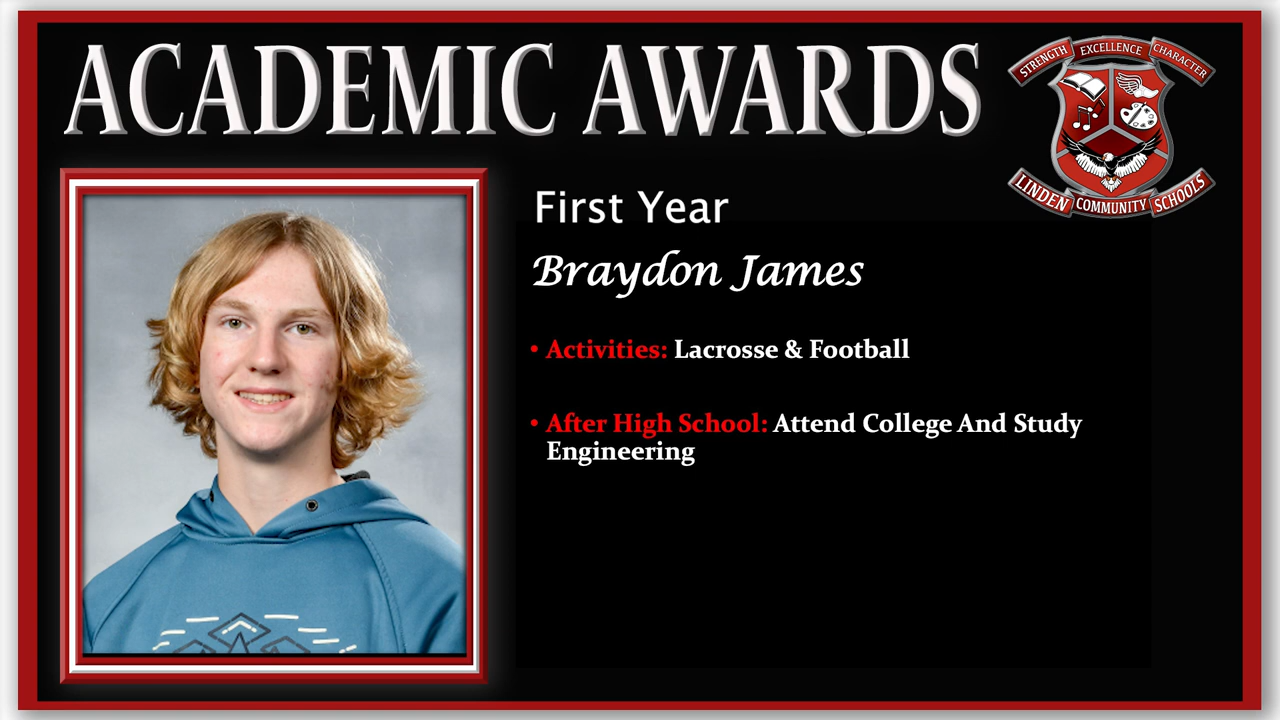 ACADEMIC AWARDS
STRENGTH EXCELLENCE CHARACTER
LINDEN COMMUNITY SCHOOLS
First Year
Braydon James
• Activities: Lacrosse & Football
• After High School: Attend College And Study
Engineering